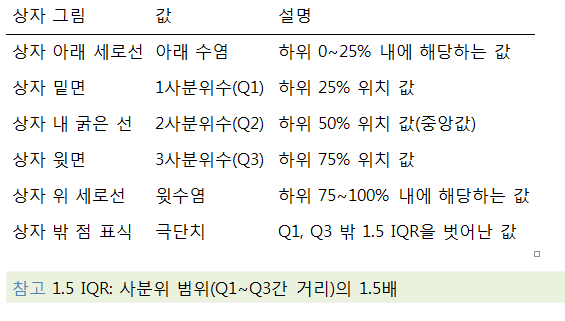 상자 그림 값 설명
상자 아래 세로선 아래 수염 하위 0~25% 내에 해당하는 값
상자 밑면 1사분위수(Q1) 하위 25% 위치 값
상자 내 굵은 선 2사분위수(Q2) 하위 50% 위치 값(중앙값)
상자 윗면 3사분위수(Q3) 하위 75% 위치 값
상자 위 세로선 윗수염 하위 75~100% 내에 해당하는 값
상자 밖 점 표식 극단치 Q1, Q3 밖 1.5 IQR을 벗어난 값
참고 1.5 IQR: 사분위 범위(Q1~Q3간 거리)의 1.5배